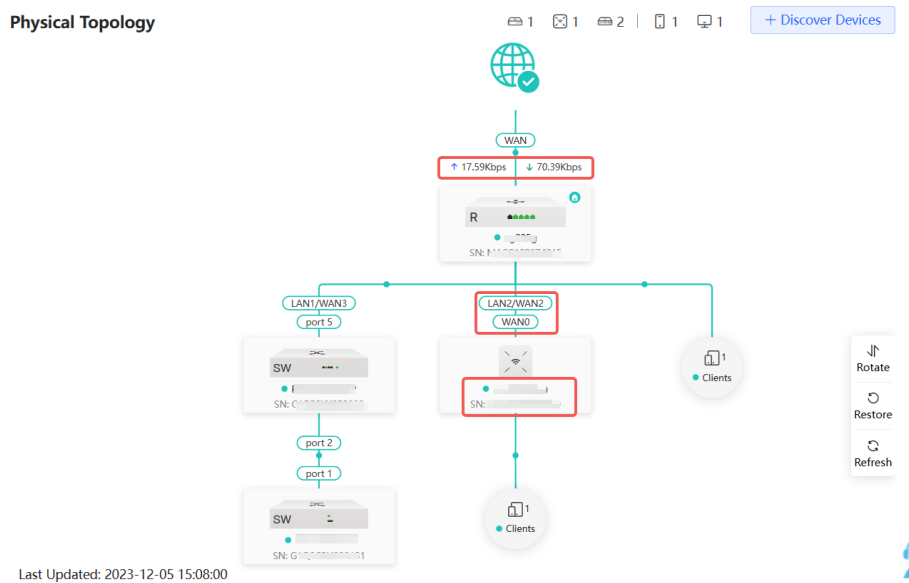 Physical Topology
1 1 2 1 1
+ Discover Devices
WAN
↑ 17.59Kbps ↓ 70.39Kbps
R
SN:
LAN1/WAN3
port 5
LAN2/WAN2
WAN0
SW
SN:
SN:
1
Clients
Rotate
Restore
Refresh
port 2
port 1
SW
SN:
1
Clients
Last Updated: 2023-12-05 15:08:00